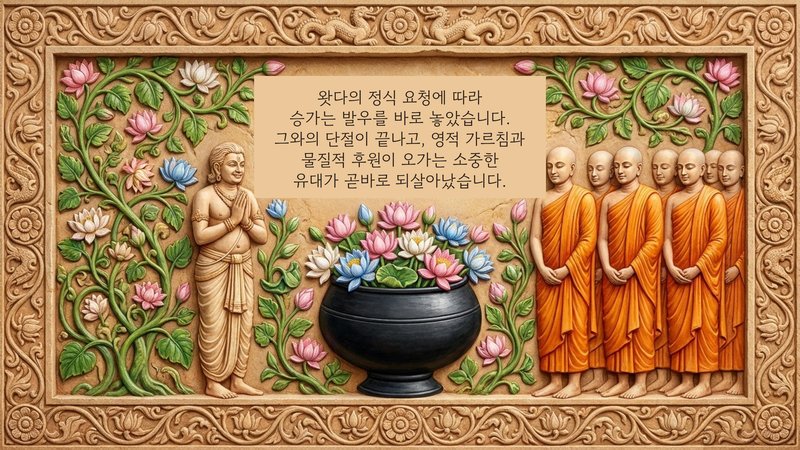 왓다의 정식 요청에 따라
승가는 발우를 바로 놓았습니다.
그와의 단절이 끝나고, 영적 가르침과
물질적 후원이 오가는 소중한
유대가 곧바로 되살아났습니다.